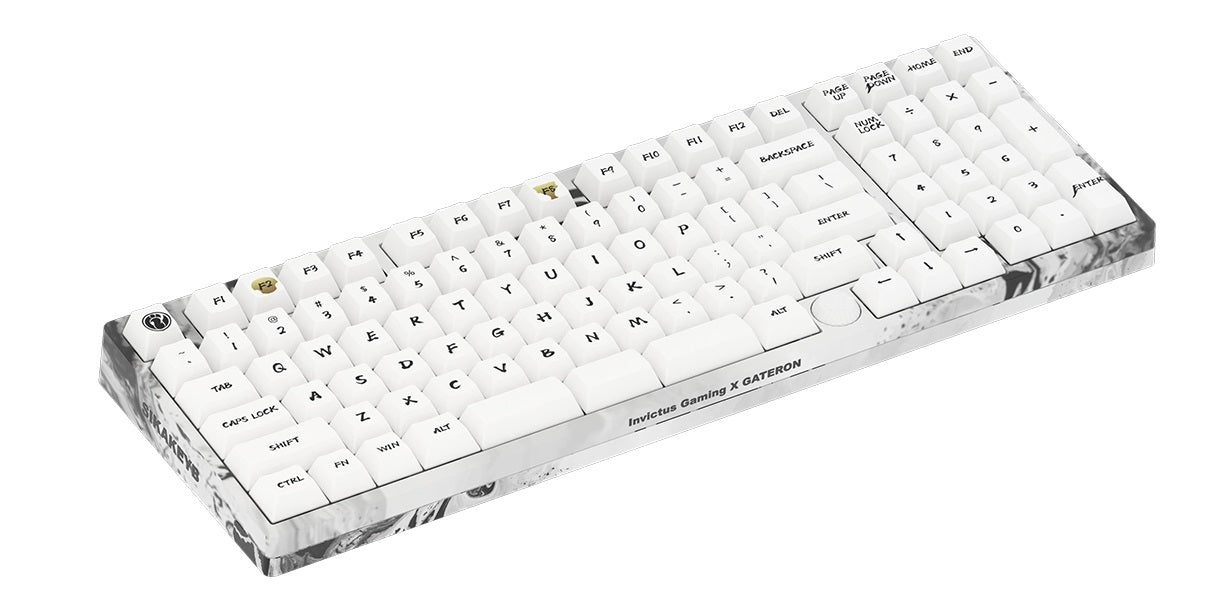 F1 F2 F3 F4 F5 F6 F7 F8 F9 F10 F11 F12 DEL PAGE UP PAGE DOWN HOME END
~ ` ! 1 @ 2 # 3 $ 4 % 5 ^ 6 & 7 * 8 ( 9 ) 0 — - + = BACKSPACE NUM LOCK ÷ × −
TAB Q W E R T Y U I O P { [ } ] | \ 7 8 9 +
CAPS LOCK A S D F G H J K L : ; " ' ENTER 4 5 6
SHIFT Z X C V B N M < , > . ? / SHIFT ↑ 1 2 3 ENTER
CTRL FN WIN ALT ALT ← ↓ → 0 .
Invictus Gaming X GATERON
SIKAKEYB